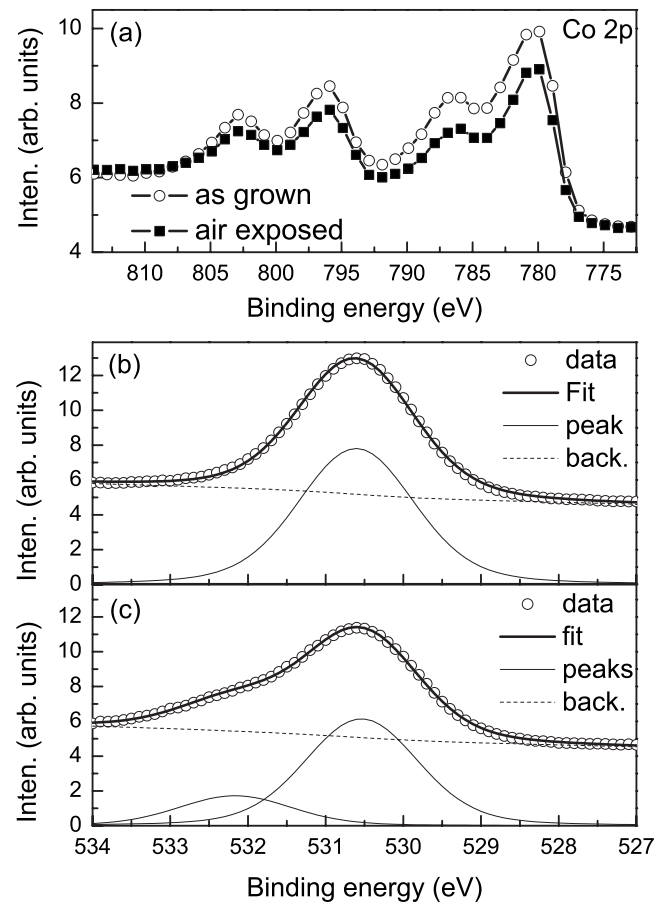 (a)
Co 2p
10
8
6
4
Inten. (arb. units)
as grown
air exposed
810 805 800 795 790 785 780 775
Binding energy (eV)
(b)
12
10
8
6
4
2
0
Inten. (arb. units)
data
Fit
peak
back.
(c)
12
10
8
6
4
2
0
Inten. (arb. units)
data
fit
peaks
back.
534 533 532 531 530 529 528 527
Binding energy (eV)